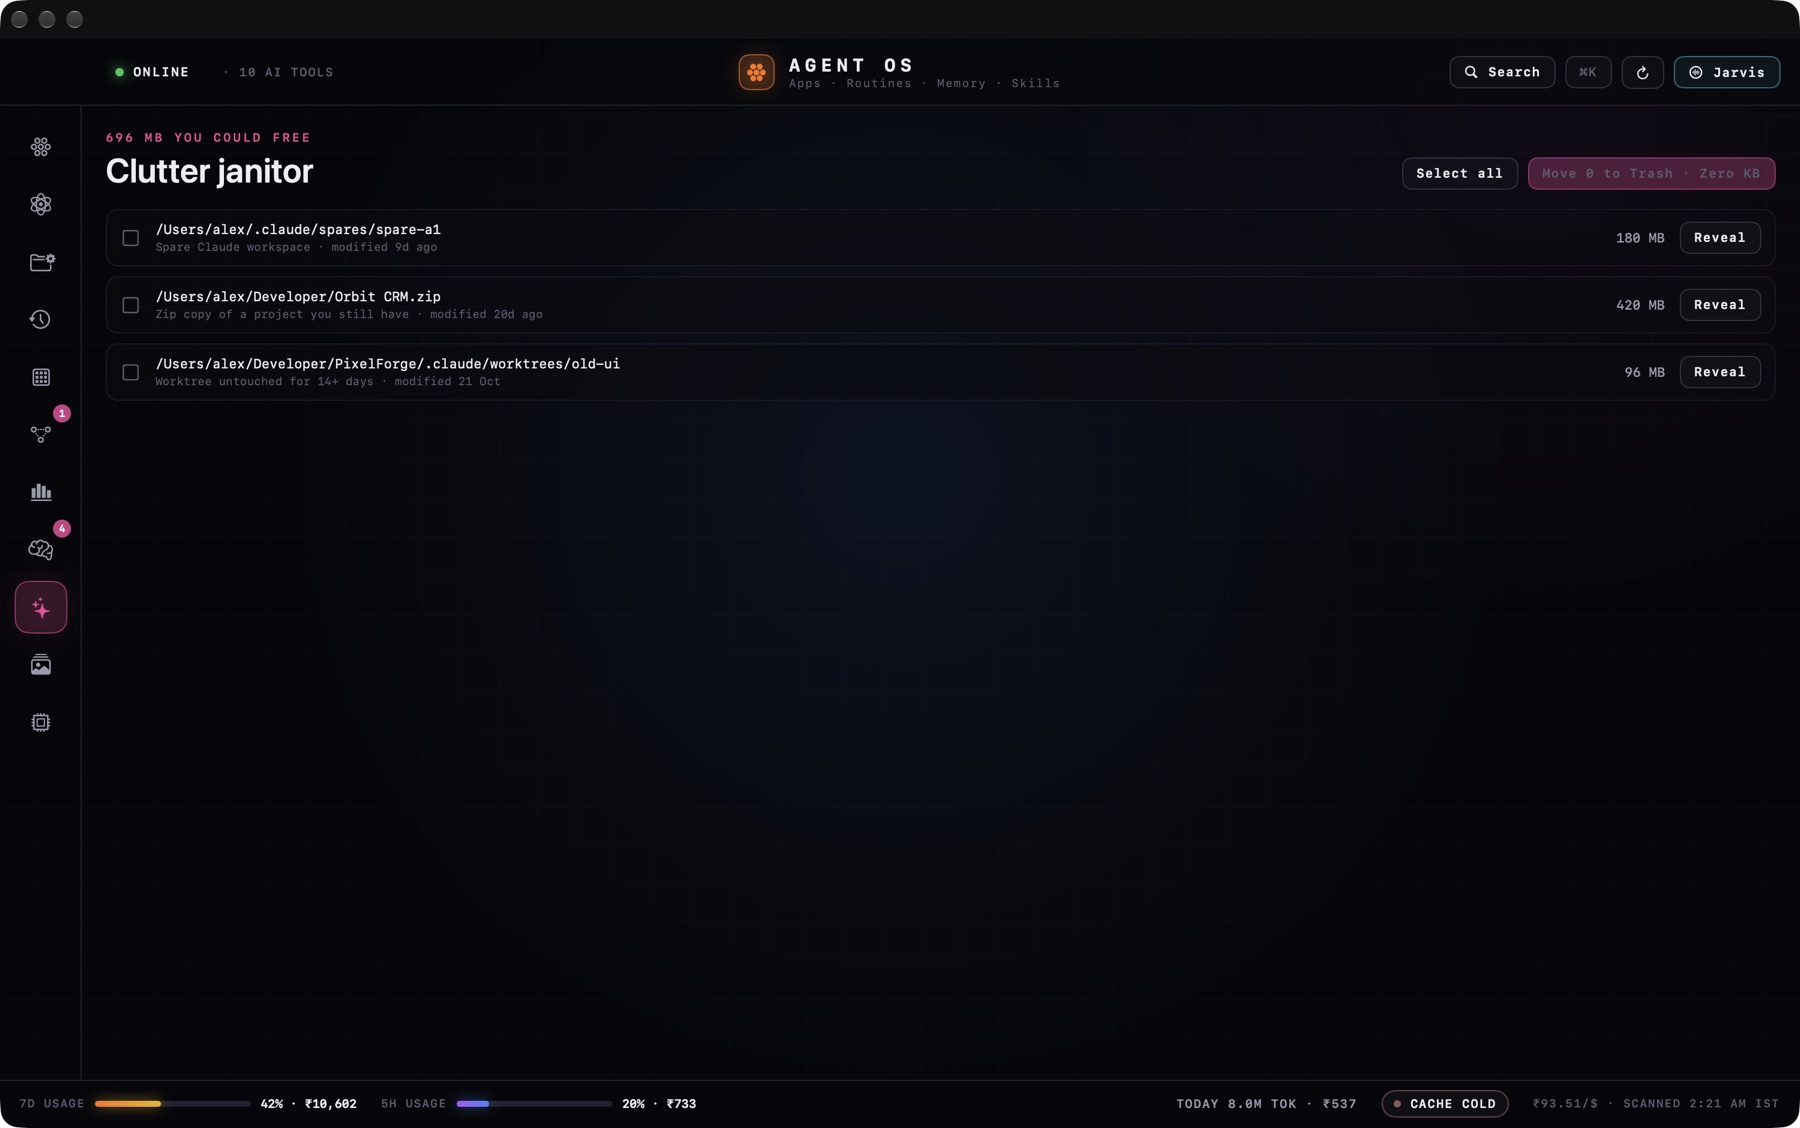 ONLINE · 10 AI TOOLS
AGENT OS
Apps · Routines · Memory · Skills
Search
⌘K
Jarvis
696 MB YOU COULD FREE
Clutter janitor
Select all
Move 0 to Trash · Zero KB
/Users/alex/.claude/spares/spare-a1
Spare Claude workspace · modified 9d ago
180 MB
Reveal
/Users/alex/Developer/Orbit CRM.zip
Zip copy of a project you still have · modified 20d ago
420 MB
Reveal
/Users/alex/Developer/PixelForge/.claude/worktrees/old-ui
Worktree untouched for 14+ days · modified 21 Oct
96 MB
Reveal
1
4
7D USAGE 42% · ₹10,602
5H USAGE 20% · ₹733
TODAY 8.0M TOK · ₹537
CACHE COLD
₹93.51/$ · SCANNED 2:21 AM IST